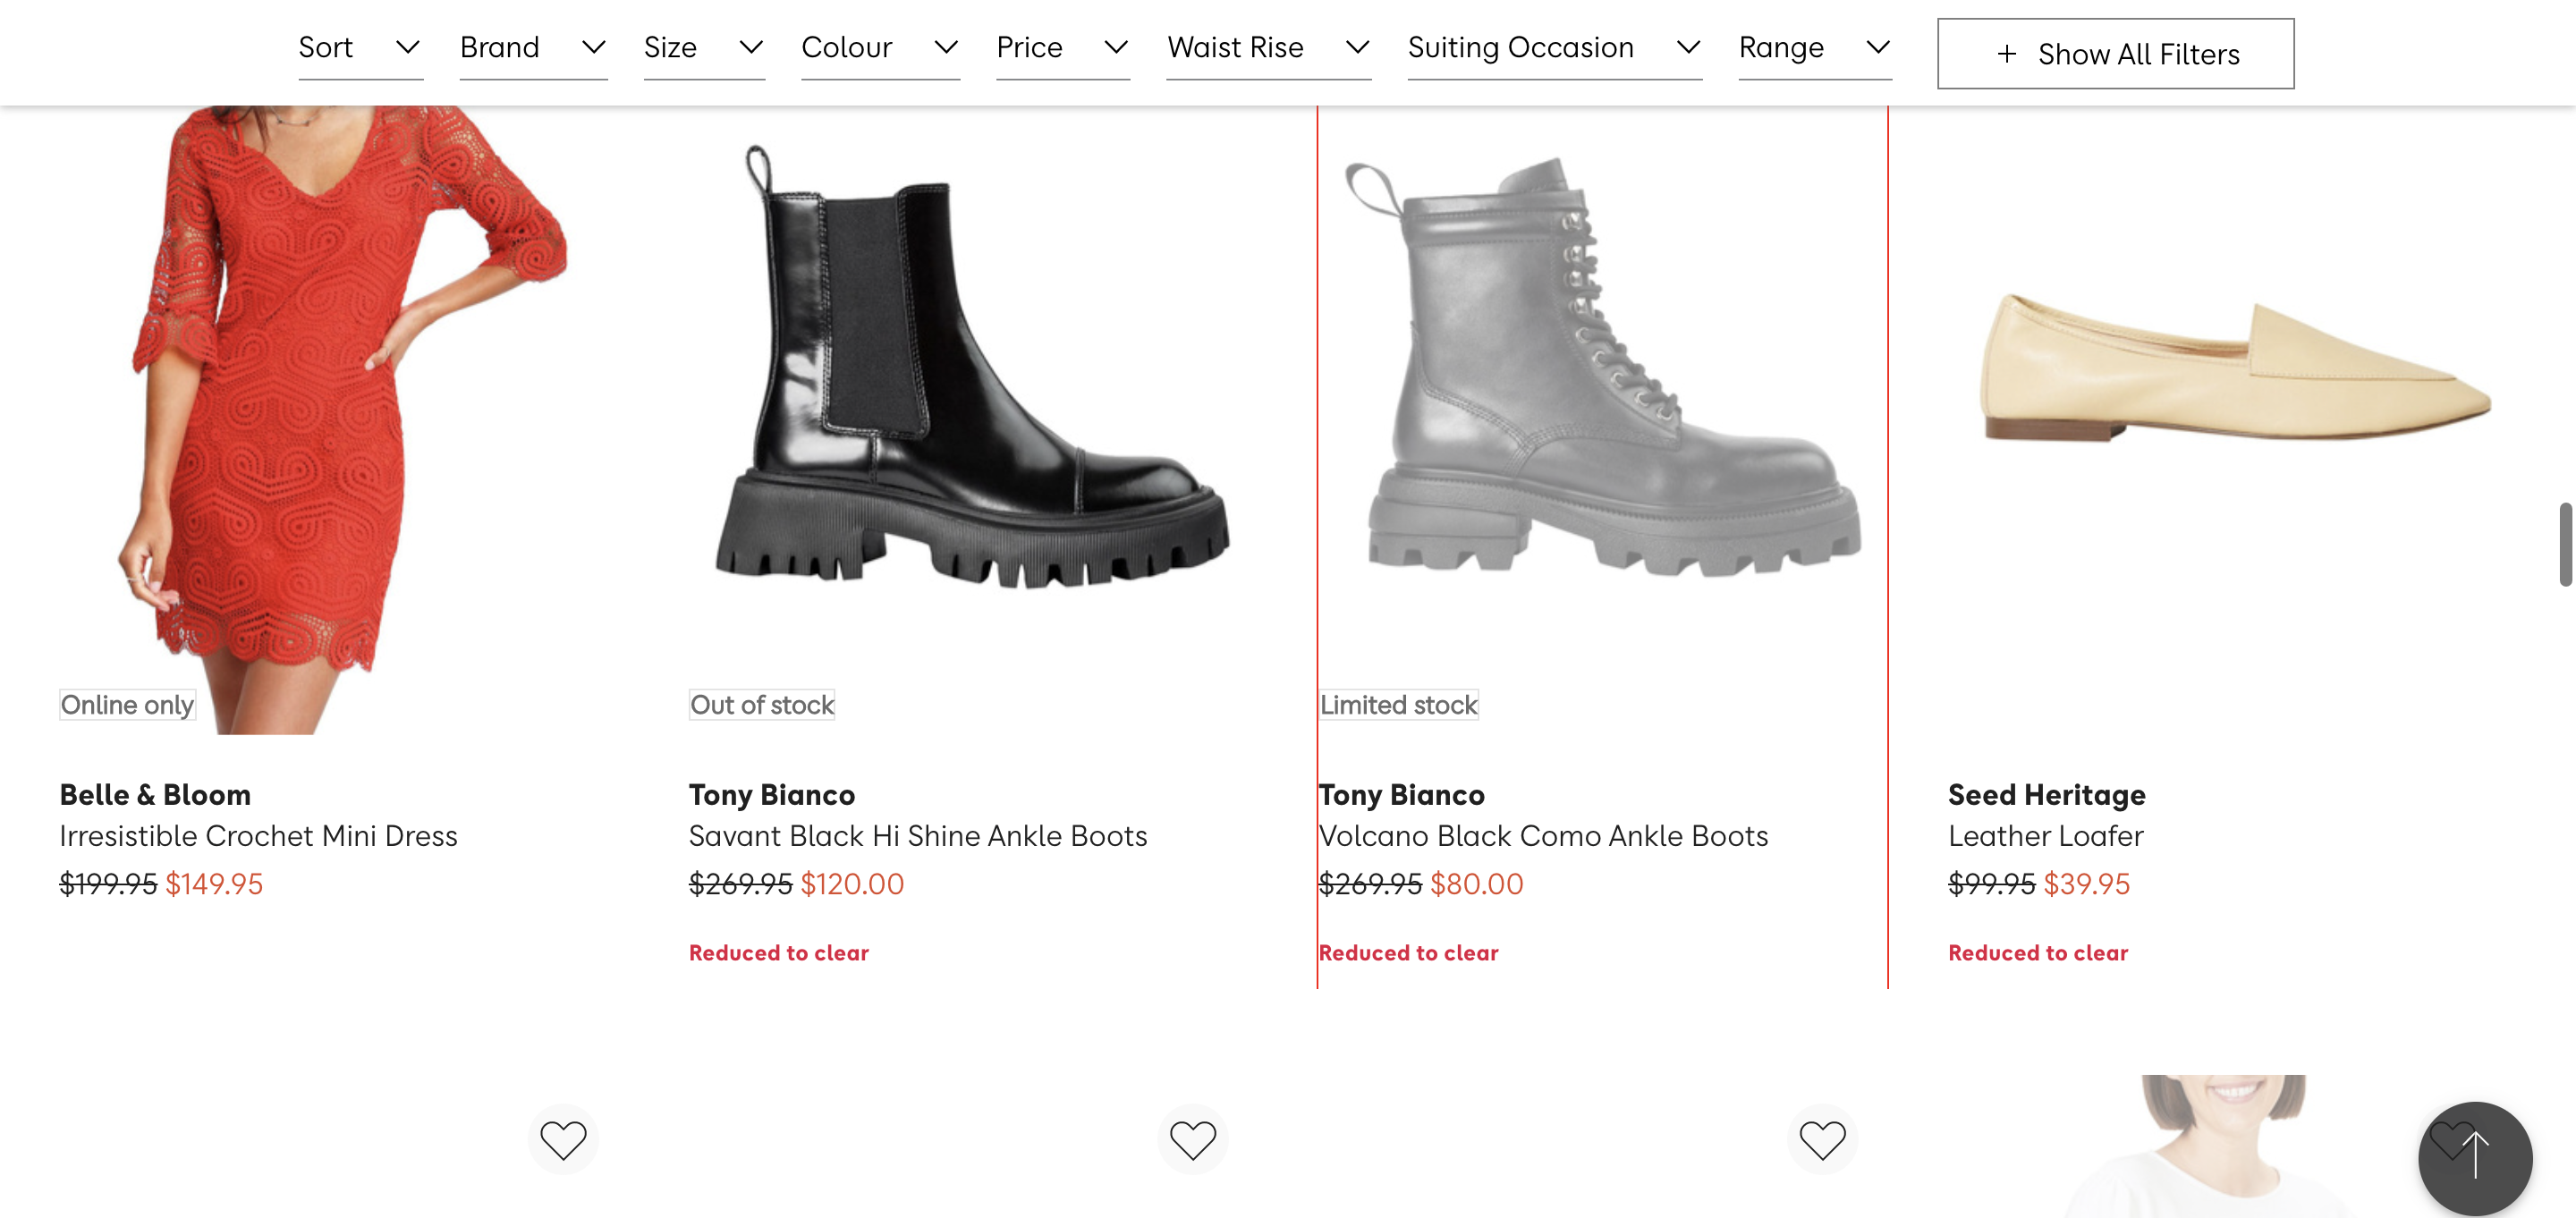 Sort Brand Size Colour Price Waist Rise Suiting Occasion Range + Show All Filters
Online only
Belle & Bloom
Irresistible Crochet Mini Dress
$199.95 $149.95
Out of stock
Tony Bianco
Savant Black Hi Shine Ankle Boots
$269.95 $120.00
Reduced to clear
Limited stock
Tony Bianco
Volcano Black Como Ankle Boots
$269.95 $80.00
Reduced to clear
Seed Heritage
Leather Loafer
$99.95 $39.95
Reduced to clear